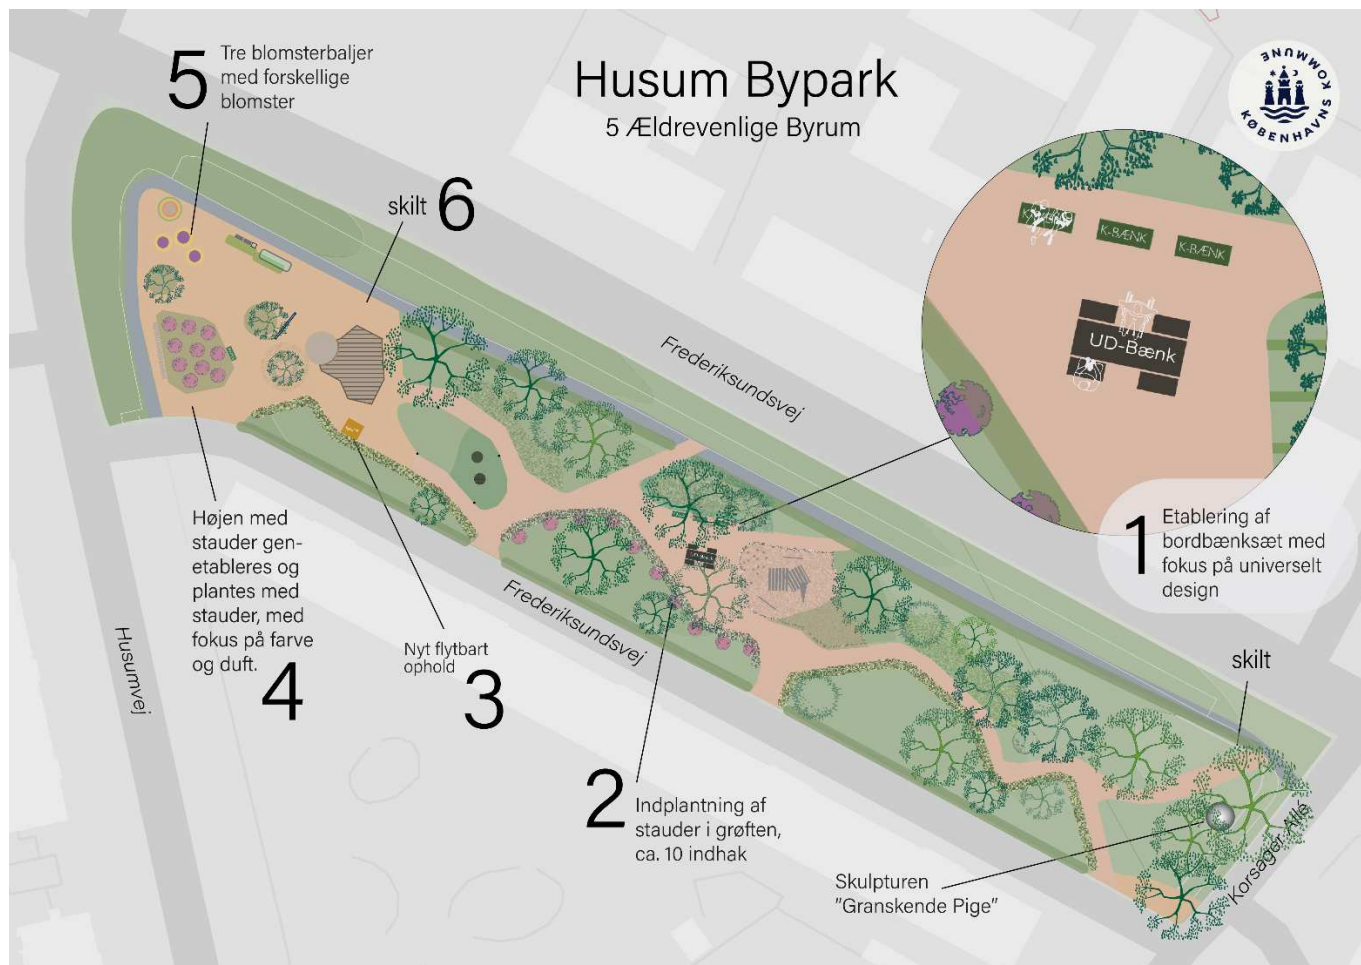 Husum Bypark
5 Ældrevenlige Byrum
KØBENHAVNS KOMMUNE
5
Tre blomsterbaljer
med forskellige
blomster
skilt 6
Frederiksundsvej
K-BÆNK
K-BÆNK
UD-Bænk
1
Etablering af
bordbænksæt med
fokus på universelt
design
Højen med
stauder gen-
etableres og
plantes med
stauder, med
fokus på farve
og duft.
4
Husumvej
Nyt flytbart
ophold
3
Frederiksundsvej
UD-Bænk
2
Indplantning af
stauder i grøften,
ca. 10 indhak
skilt
Skulpturen
”Granskende Pige”
Korsager Allé